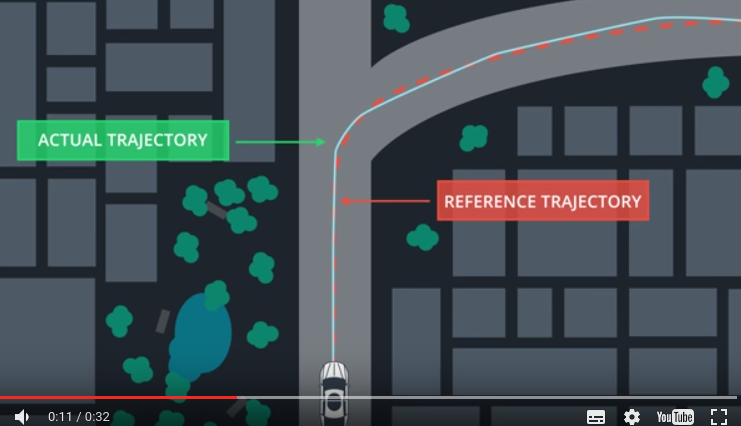 ACTUAL TRAJECTORY
REFERENCE TRAJECTORY
0:11 / 0:32
YouTube